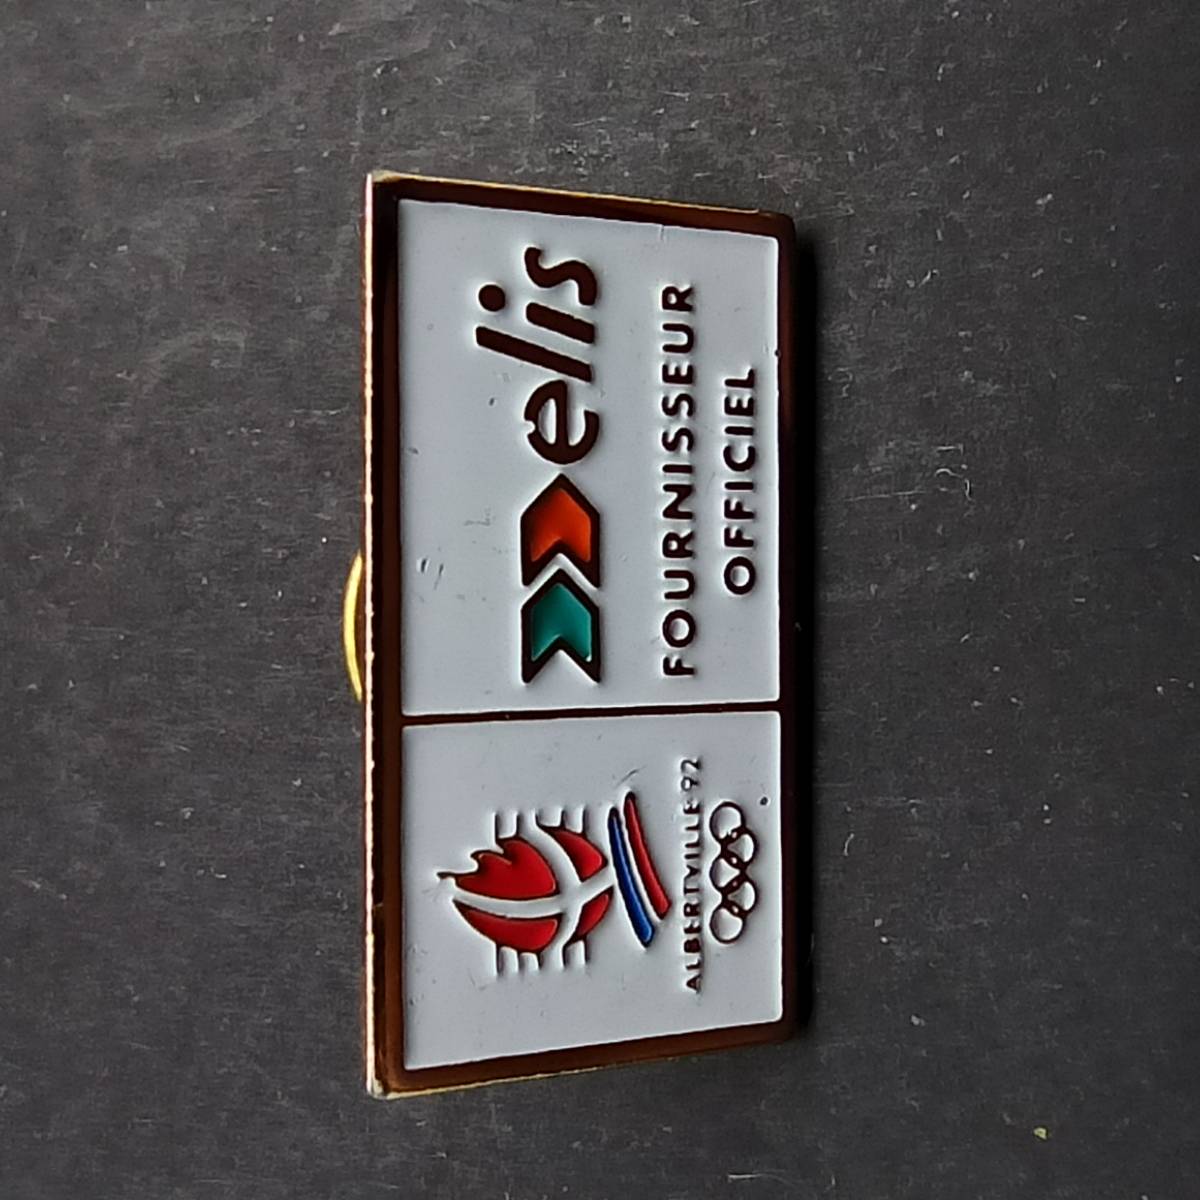 ALBERTVILLE 92
elis
FOURNISSEUR
OFFICIEL